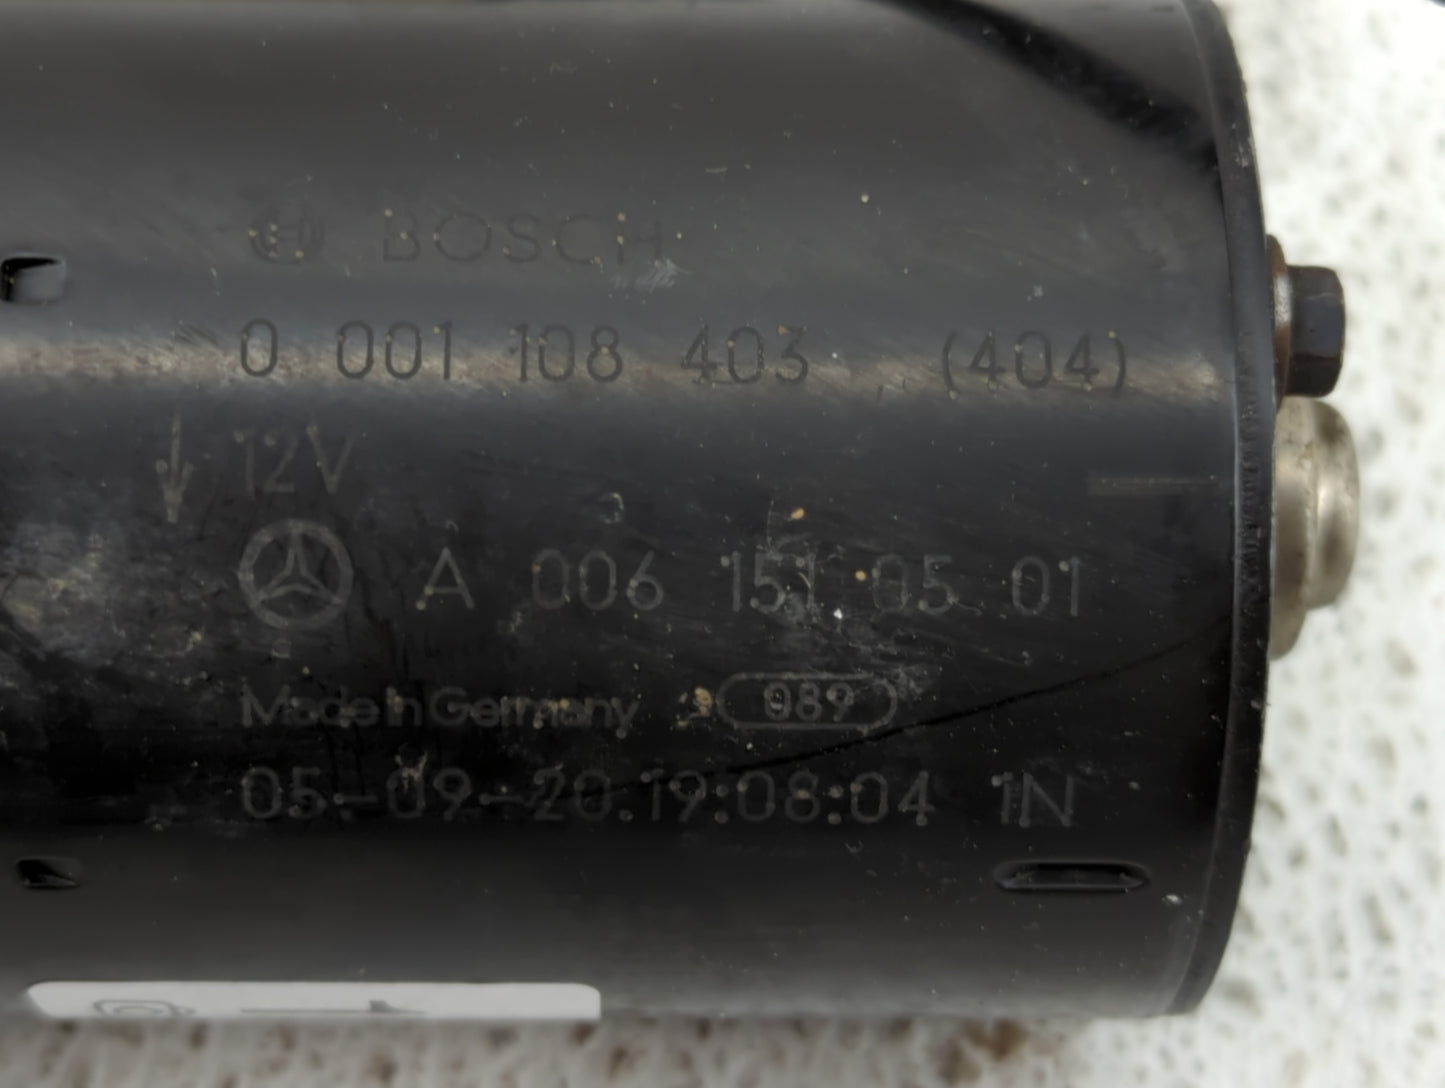 BOSCH
0 001 108 403 (404)
12V
A 006 151 05 01
Made in Germany 089
05-09-20.19:08:04 1N